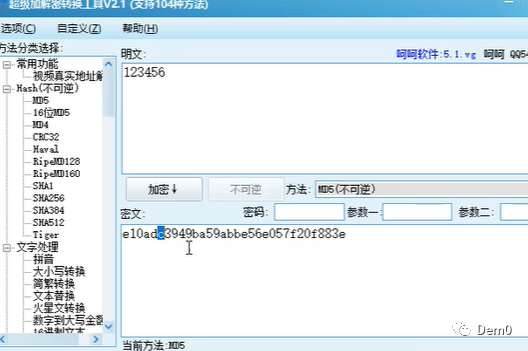 超级加解密转换工具V2.1 (支持104种方法)
选项(C) 自定义(Z) 帮助(H)
方法分类选择:
常用功能
视频真实地址解
Hash(不可逆)
MD5
16位MD5
MD4
CRC32
Haval
RipeMD128
RipeMD160
SHA1
SHA256
SHA384
SHA512
Tiger
文字处理
拼音
大小写转换
简繁转换
文本替换
火星文转换
数字到大写金额
16进制文本
明文: 呵呵软件:5.1.vg 呵呵 QQ54
123456
加密↓ 不可逆 方法: MD5(不可逆)
密文: 密码: 参数一: 参数二:
e10adc3949ba59abbe56e057f20f883e
当前方法:MD5
Dem0